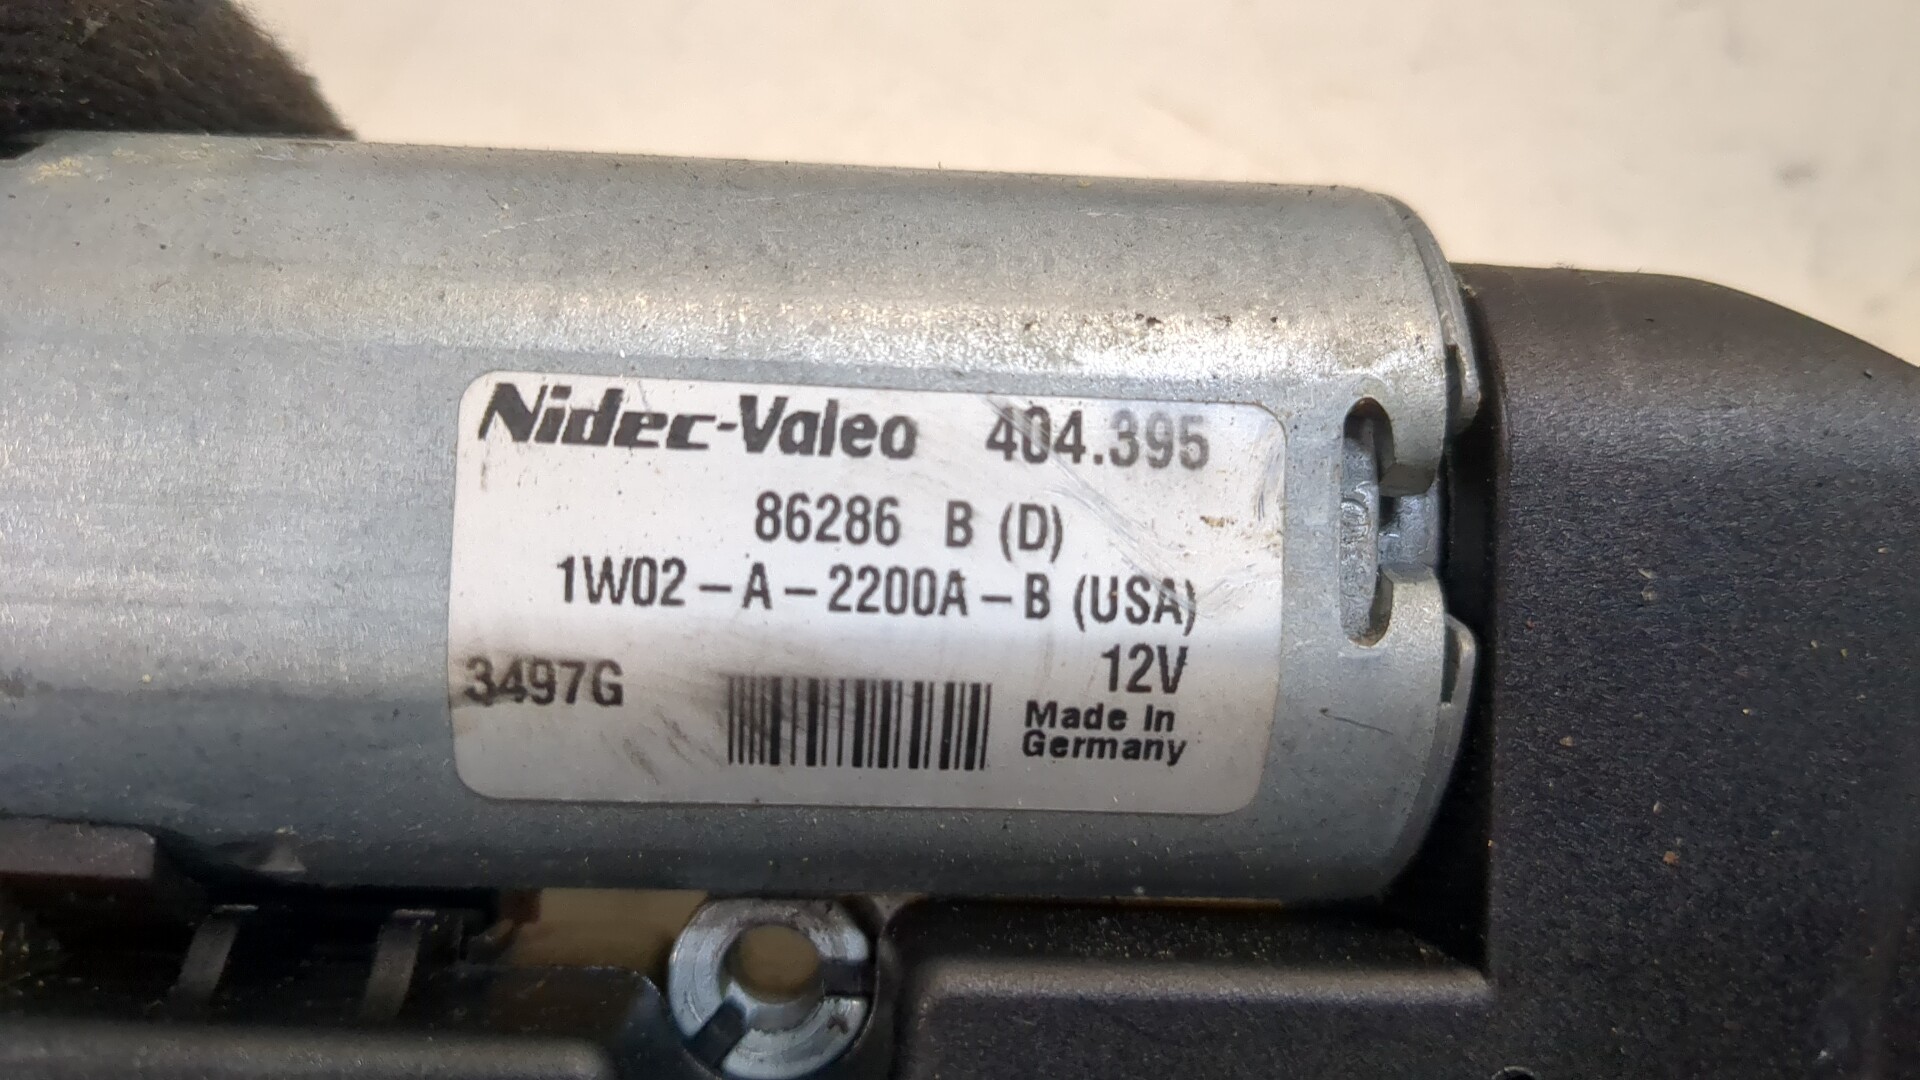 Nidec-Valeo 404.395
86286 B (D)
1W02-A-2200A-B (USA)
3497G
12V
Made In
Germany